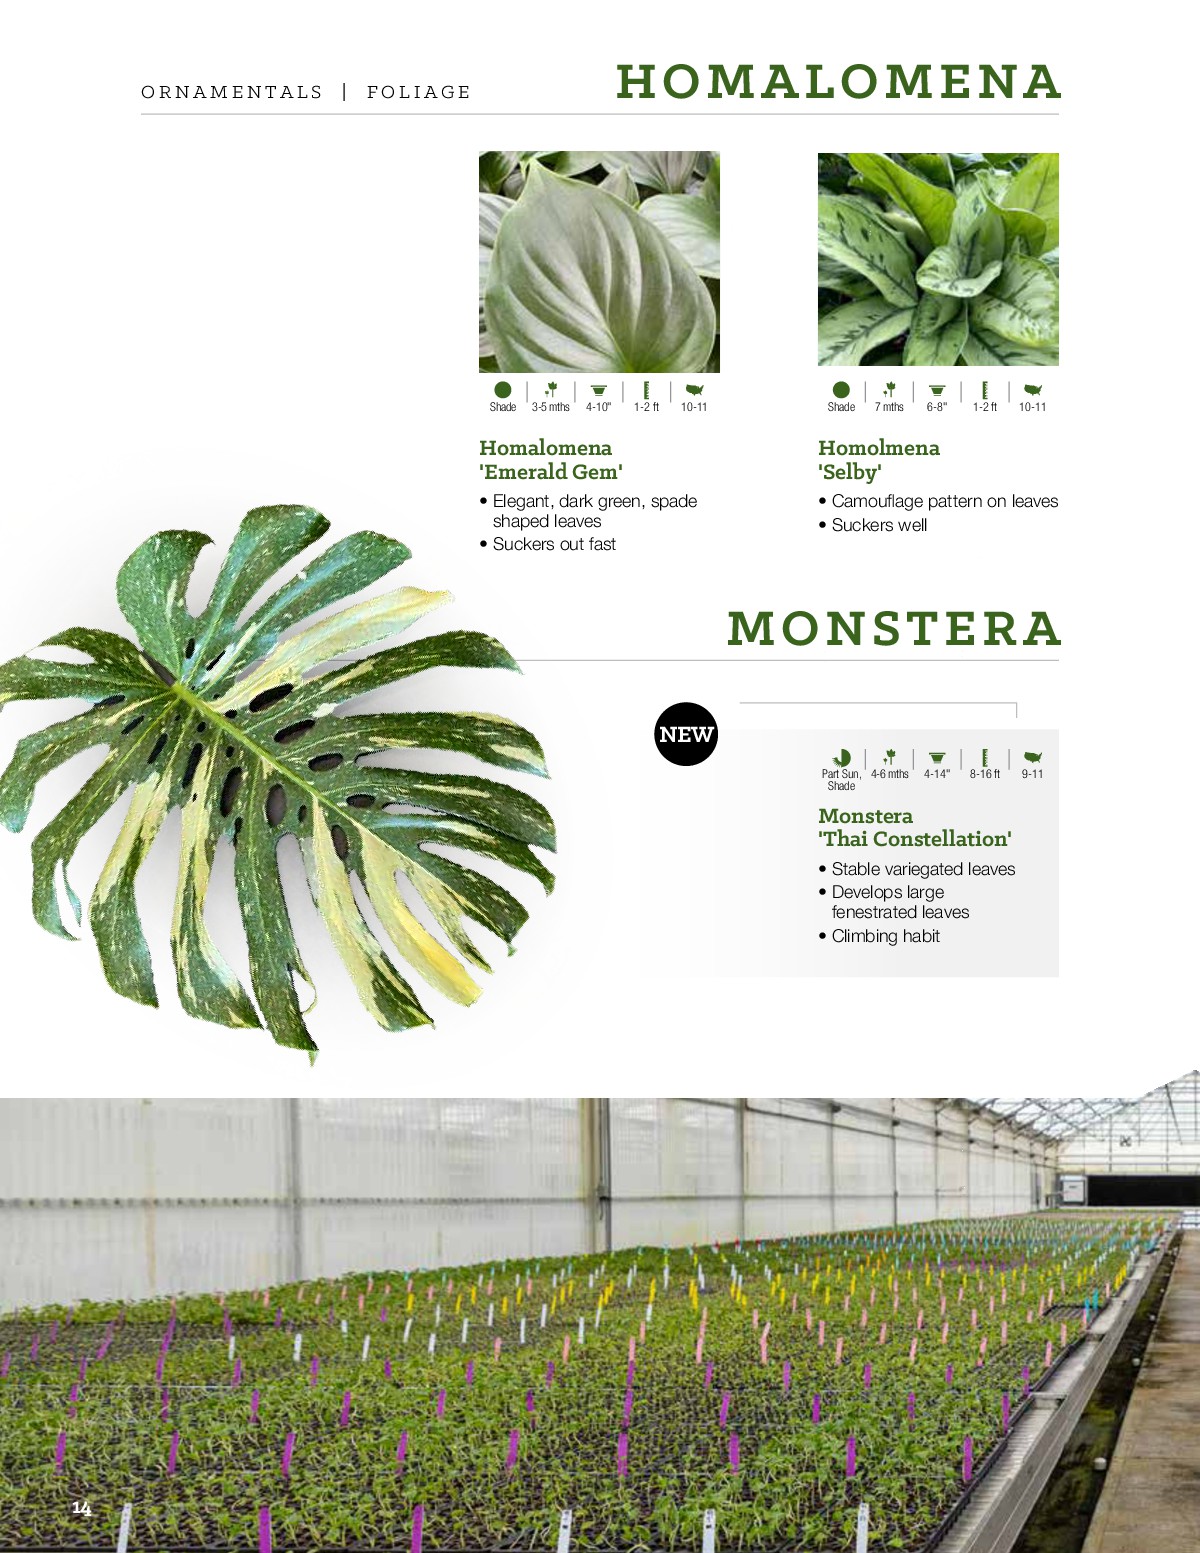 ORNAMENTALS | FOLIAGE
HOMALOMENA
Shade | 3-5 mths | 4-10" | 1-2 ft | 10-11
Homalomena
'Emerald Gem'
• Elegant, dark green, spade
shaped leaves
• Suckers out fast
Shade | 7 mths | 6-8" | 1-2 ft | 10-11
Homolmena
'Selby'
• Camouflage pattern on leaves
• Suckers well
MONSTERA
NEW
Part Sun, Shade | 4-6 mths | 4-14" | 8-16 ft | 9-11
Monstera
'Thai Constellation'
• Stable variegated leaves
• Develops large
fenestrated leaves
• Climbing habit
14